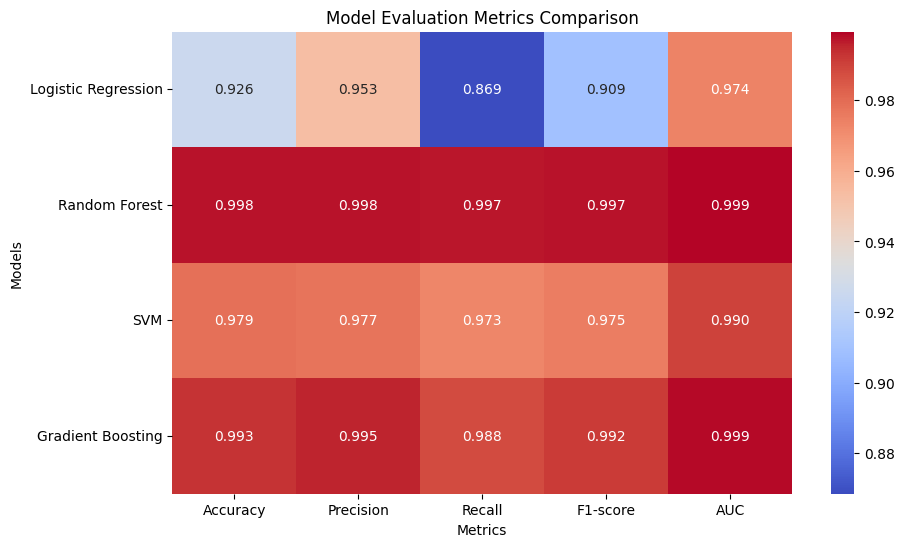 Model Evaluation Metrics Comparison
Models
Logistic Regression 0.926 0.953 0.869 0.909 0.974
Random Forest 0.998 0.998 0.997 0.997 0.999
SVM 0.979 0.977 0.973 0.975 0.990
Gradient Boosting 0.993 0.995 0.988 0.992 0.999
Accuracy Precision Recall F1-score AUC
Metrics
0.98
0.96
0.94
0.92
0.90
0.88